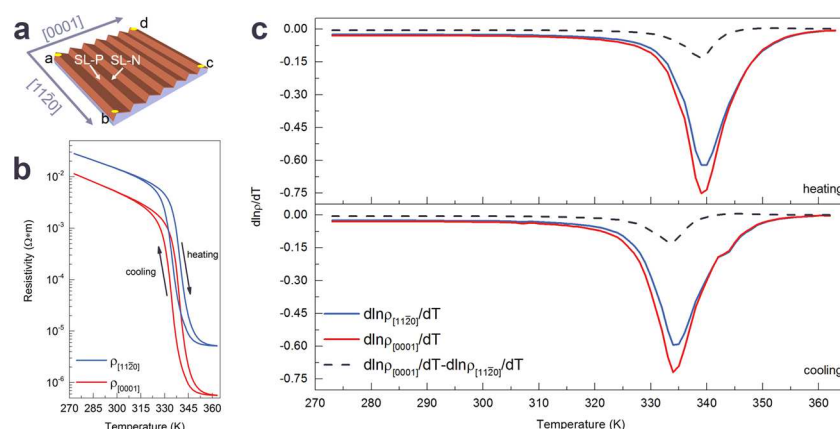 a
[0001]
d
SL-P
SL-N
a
c
[112̄0]
b
b
Resistivity (Ω∗m)
10⁻²
10⁻³
10⁻⁴
10⁻⁵
10⁻⁶
heating
cooling
ρ[112̄0]
ρ[0001]
270 285 300 315 330 345 360
Temperature (K)
c
dlnρ/dT
0.00
-0.15
-0.30
-0.45
-0.60
-0.75
heating
0.00
-0.15
-0.30
-0.45
-0.60
-0.75
dlnρ[112̄0]/dT
dlnρ[0001]/dT
dlnρ[0001]/dT-dlnρ[112̄0]/dT
cooling
270 280 290 300 310 320 330 340 350 360
Temperature (K)